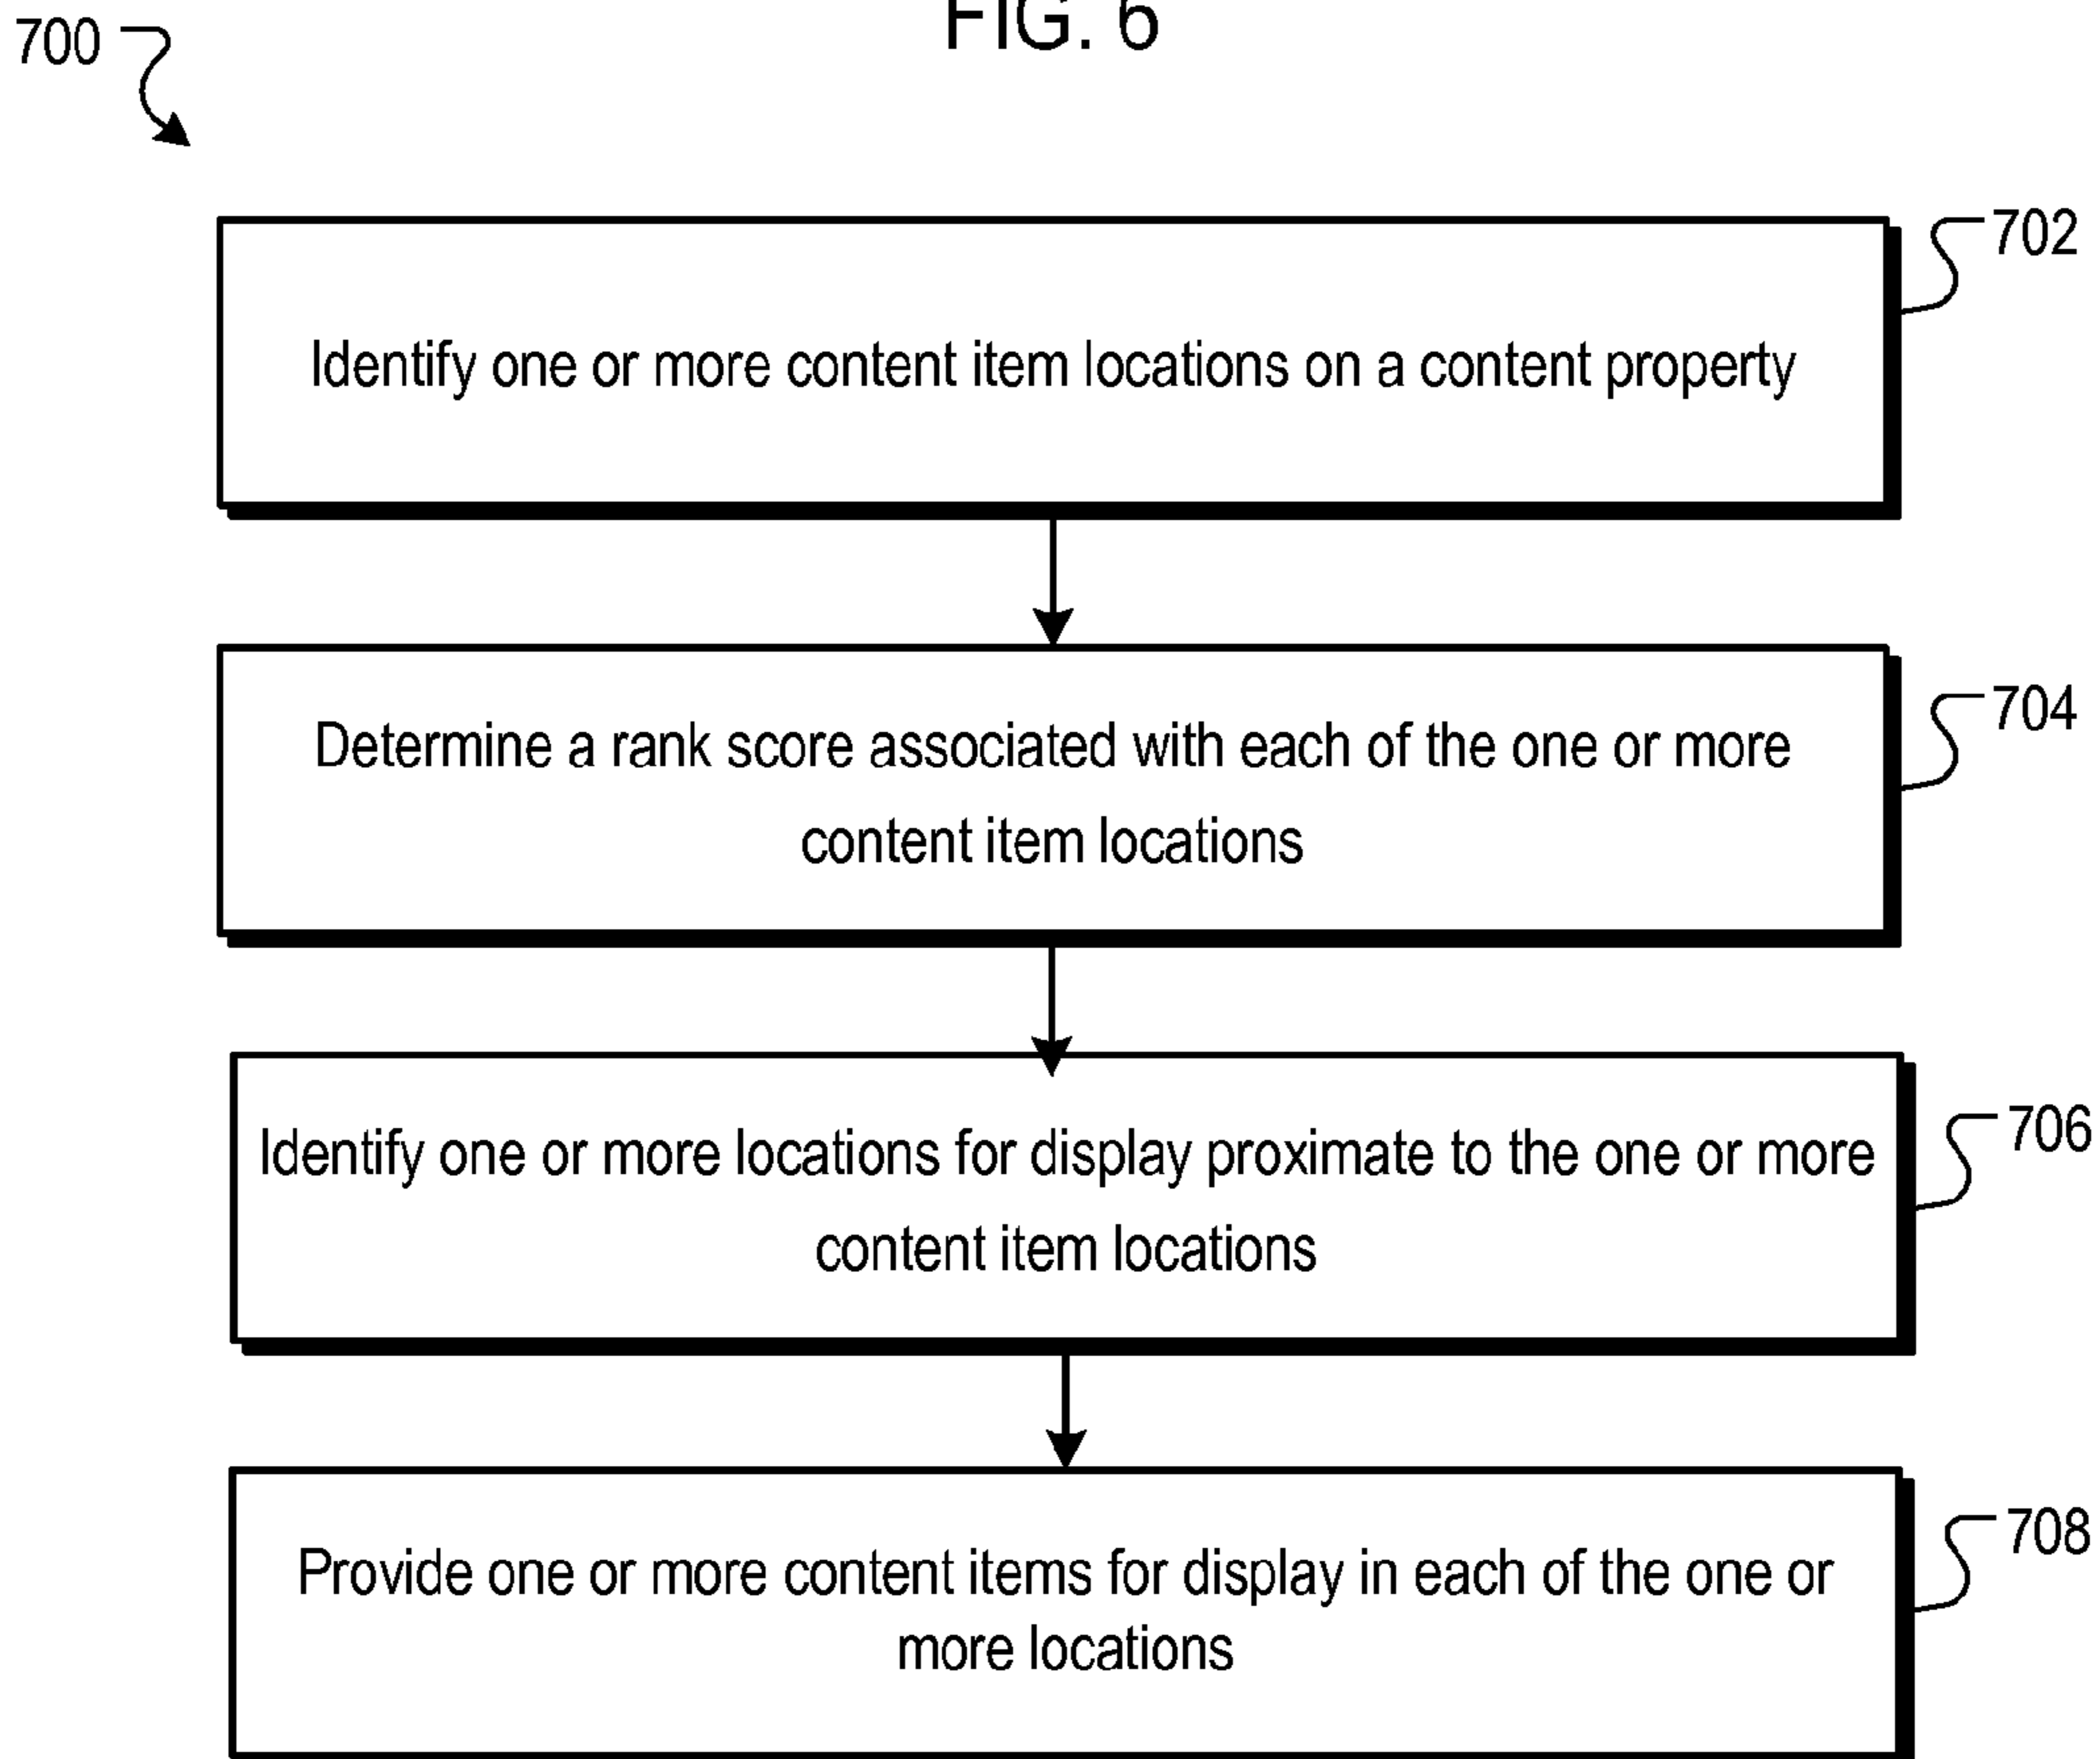 FIG. 6
700
702
Identify one or more content item locations on a content property
704
Determine a rank score associated with each of the one or more
content item locations
706
Identify one or more locations for display proximate to the one or more
content item locations
708
Provide one or more content items for display in each of the one or
more locations